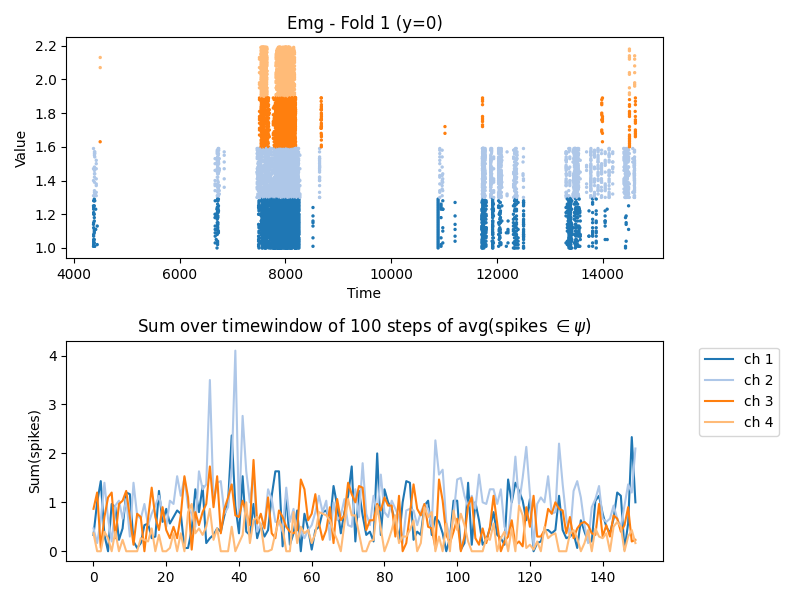 Emg - Fold 1 (y=0)
Value
2.2
2.0
1.8
1.6
1.4
1.2
1.0
4000 6000 8000 10000 12000 14000
Time
Sum over timewindow of 100 steps of avg(spikes ∈ ψ)
Sum(spikes)
4
3
2
1
0
0 20 40 60 80 100 120 140
ch 1
ch 2
ch 3
ch 4